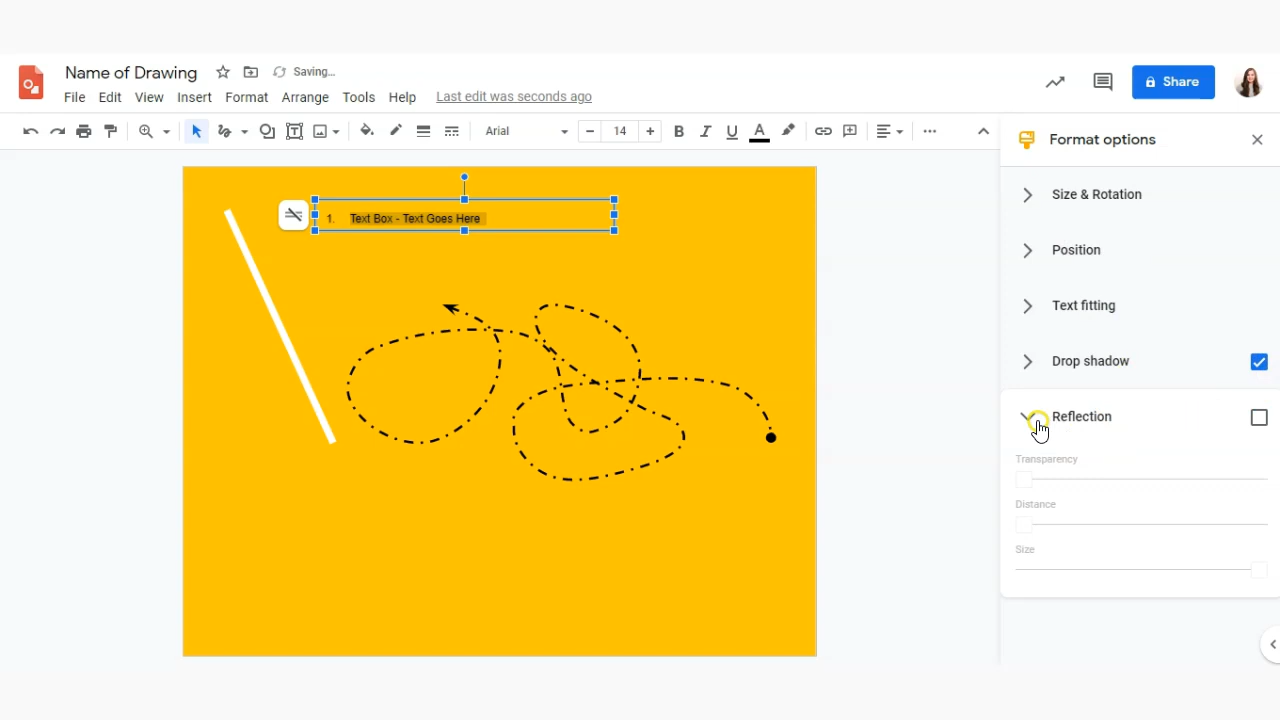 Name of Drawing Saving...
File Edit View Insert Format Arrange Tools Help Last edit was seconds ago
Share
Arial 14 B I U A
Format options
Size & Rotation
Position
Text fitting
Drop shadow
Reflection
Transparency
Distance
Size
1. Text Box - Text Goes Here